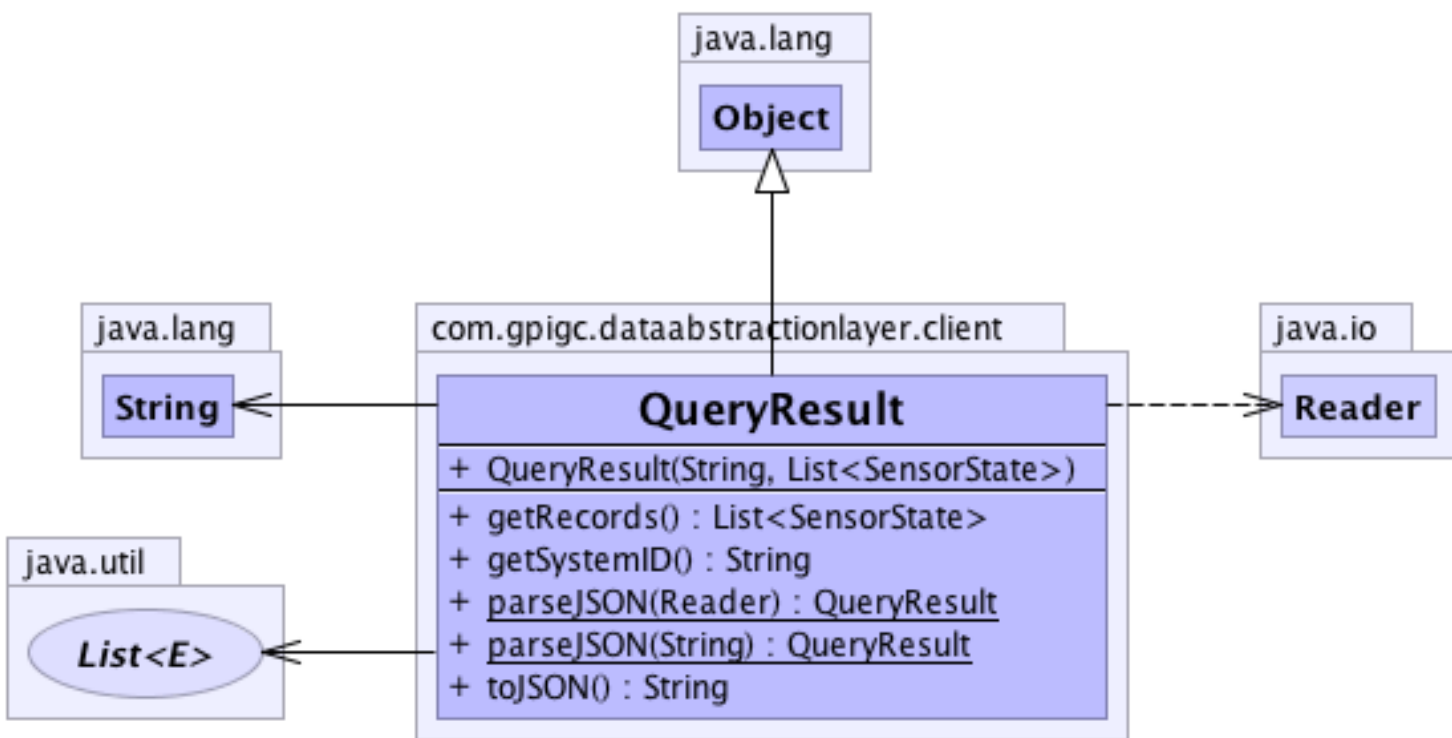 java.lang
Object
java.lang
String
com.gpigc.dataabstractionlayer.client
QueryResult
+ QueryResult(String, List<SensorState>)
+ getRecords() : List<SensorState>
+ getSystemID() : String
+ parseJSON(Reader) : QueryResult
+ parseJSON(String) : QueryResult
+ toJSON() : String
java.io
Reader
java.util
List<E>